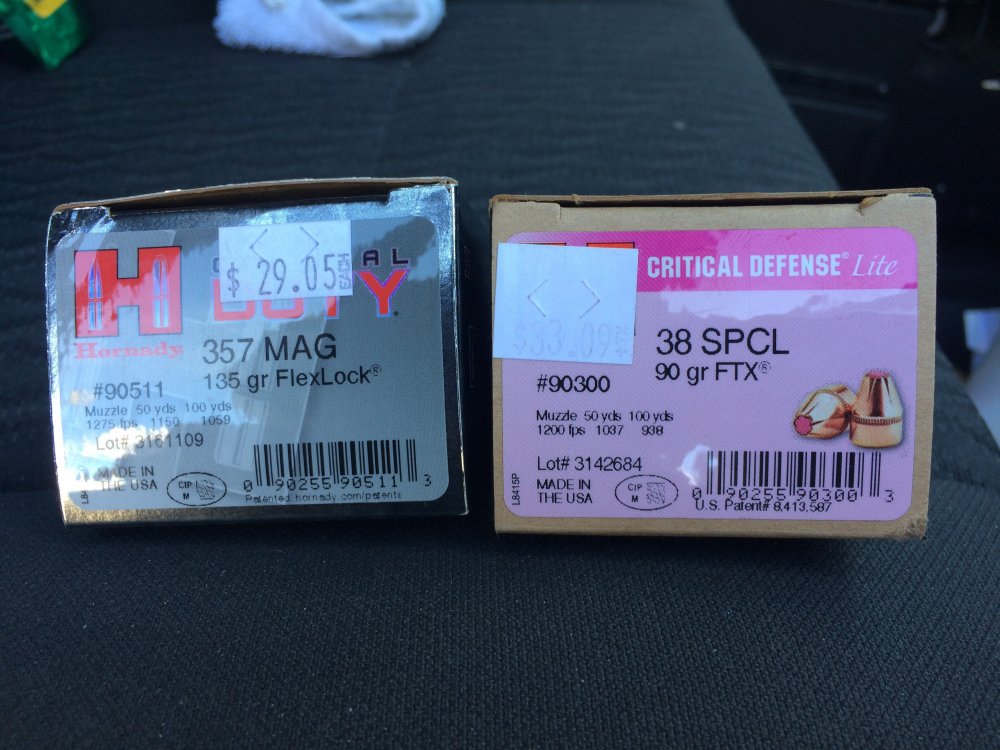 $ 29.05 EACH
AL
DUTY
Hornady
357 MAG
135 gr FlexLock®
#90511
Muzzle 50 yds 100 yds
1275 fps 1150 1059
Lot# 3161109
MADE IN
THE USA
CIP
M
0 90255 90511 3
Patented hornady.com/patents
CRITICAL DEFENSE® Lite
$33.09
38 SPCL
90 gr FTX®
#90300
Muzzle 50 yds 100 yds
1200 fps 1037 938
Lot# 3142684
MADE IN
THE USA
L8415P
CIP
M
0 90255 90300 3
U.S. Patent# 8,413,587